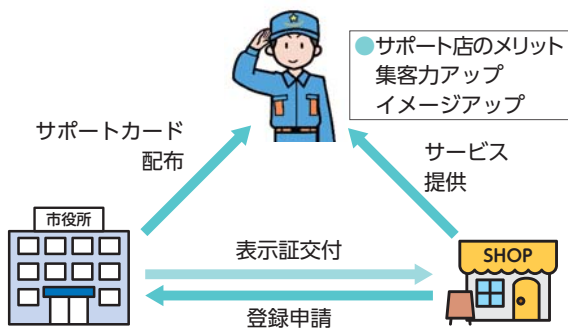 ●サポート店のメリット
集客力アップ
イメージアップ
サポートカード
配布
サービス
提供
市役所
表示証交付
SHOP
登録申請